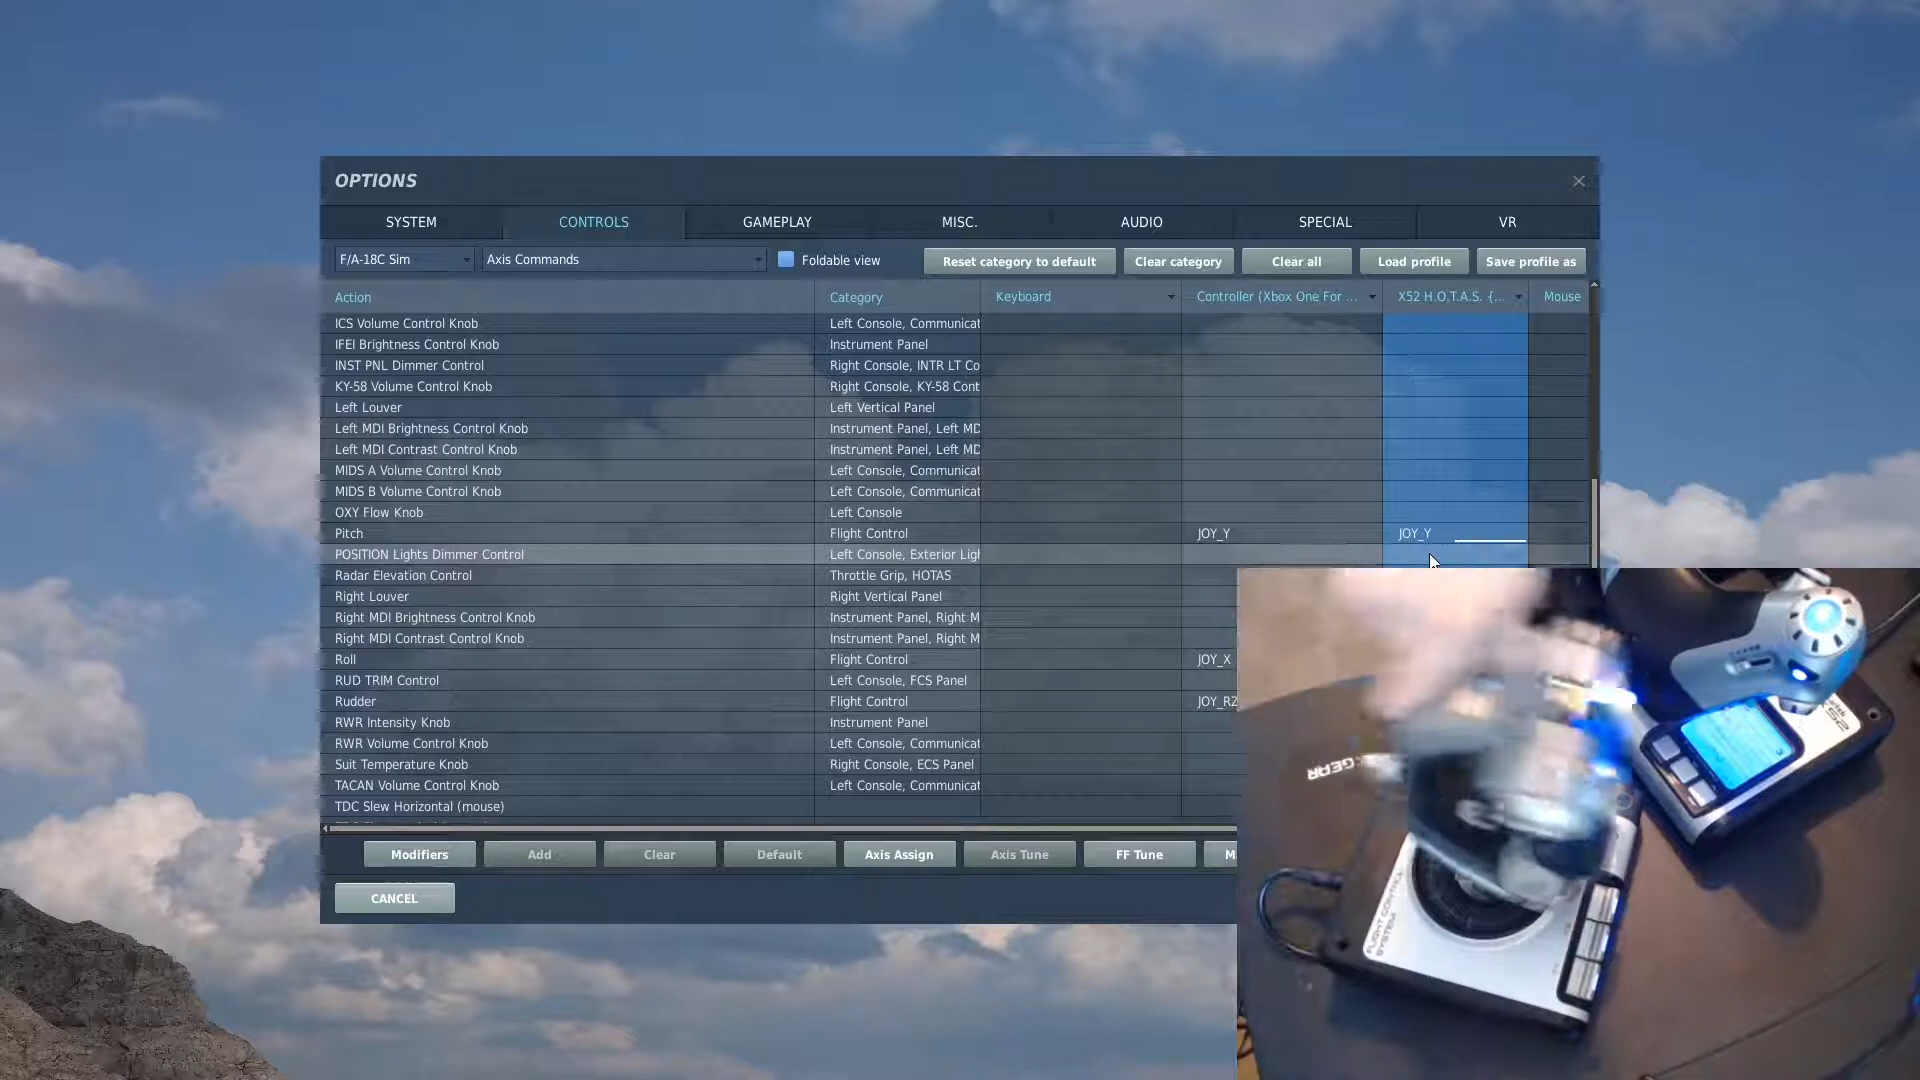 OPTIONS
SYSTEM CONTROLS GAMEPLAY MISC. AUDIO SPECIAL VR
F/A-18C Sim Axis Commands Foldable view Reset category to default Clear category Clear all Load profile Save profile as
Action Category Keyboard Controller (Xbox One For ... X52 H.O.T.A.S. {... Mouse
ICS Volume Control Knob Left Console, Communicat
IFEI Brightness Control Knob Instrument Panel
INST PNL Dimmer Control Right Console, INTR LT Co
KY-58 Volume Control Knob Right Console, KY-58 Cont
Left Louver Left Vertical Panel
Left MDI Brightness Control Knob Instrument Panel, Left MD
Left MDI Contrast Control Knob Instrument Panel, Left MD
MIDS A Volume Control Knob Left Console, Communicat
MIDS B Volume Control Knob Left Console, Communicat
OXY Flow Knob Left Console
Pitch Flight Control JOY_Y JOY_Y
POSITION Lights Dimmer Control Left Console, Exterior Ligh
Radar Elevation Control Throttle Grip, HOTAS
Right Louver Right Vertical Panel
Right MDI Brightness Control Knob Instrument Panel, Right M
Right MDI Contrast Control Knob Instrument Panel, Right M
Roll Flight Control JOY_X
RUD TRIM Control Left Console, FCS Panel
Rudder Flight Control JOY_RZ
RWR Intensity Knob Instrument Panel
RWR Volume Control Knob Left Console, Communicat
Suit Temperature Knob Right Console, ECS Panel
TACAN Volume Control Knob Left Console, Communicat
TDC Slew Horizontal (mouse)
Modifiers Add Clear Default Axis Assign Axis Tune FF Tune M
CANCEL
GEAR
FLIGHT CONTROL
SYSTEM